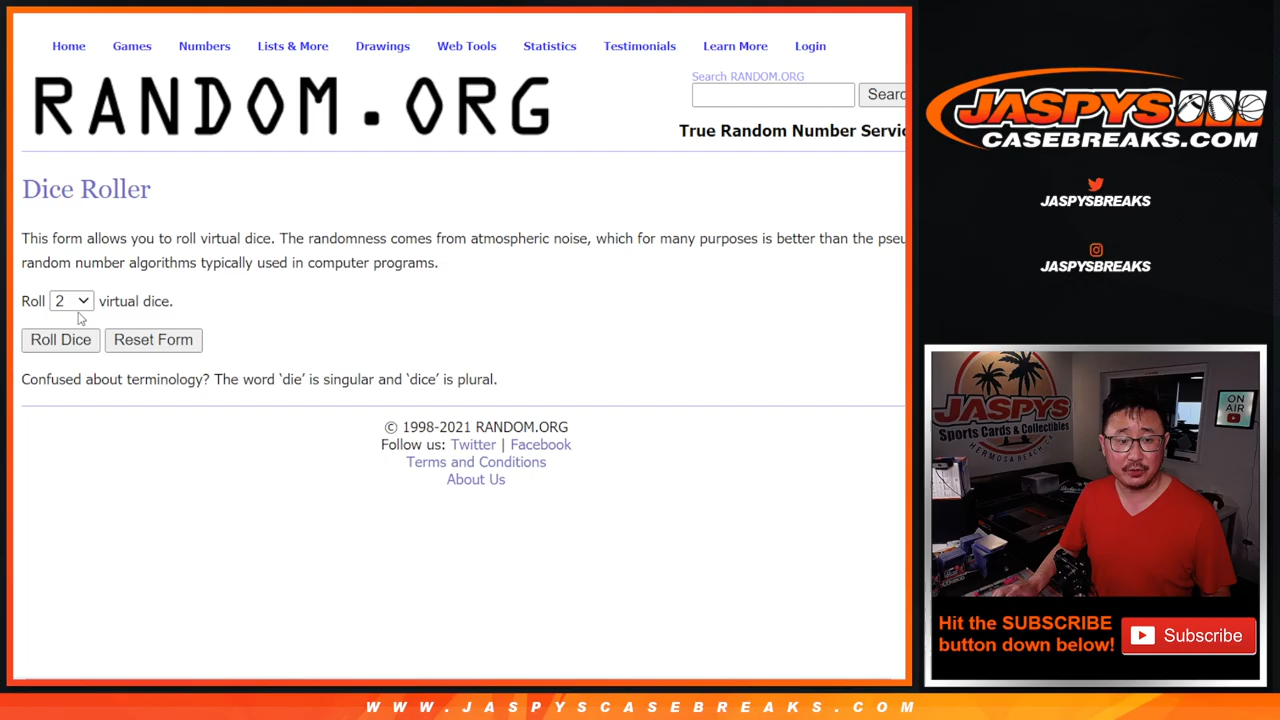 Home Games Numbers Lists & More Drawings Web Tools Statistics Testimonials Learn More Login
RANDOM.ORG
Search RANDOM.ORG
Searc
True Random Number Servic
Dice Roller
This form allows you to roll virtual dice. The randomness comes from atmospheric noise, which for many purposes is better than the pseu
random number algorithms typically used in computer programs.
Roll 2 virtual dice.
Roll Dice Reset Form
Confused about terminology? The word ‘die’ is singular and ‘dice’ is plural.
© 1998-2021 RANDOM.ORG
Follow us: Twitter | Facebook
Terms and Conditions
About Us
JASPYS
CASEBREAKS.COM
JASPYSBREAKS
JASPYSBREAKS
JASPYS
Sports Cards & Collectibles
HERMOSA BEACH, CA
ON
AIR
Hit the SUBSCRIBE
button down below!
Subscribe
WWW.JASPYSCASEBREAKS.COM